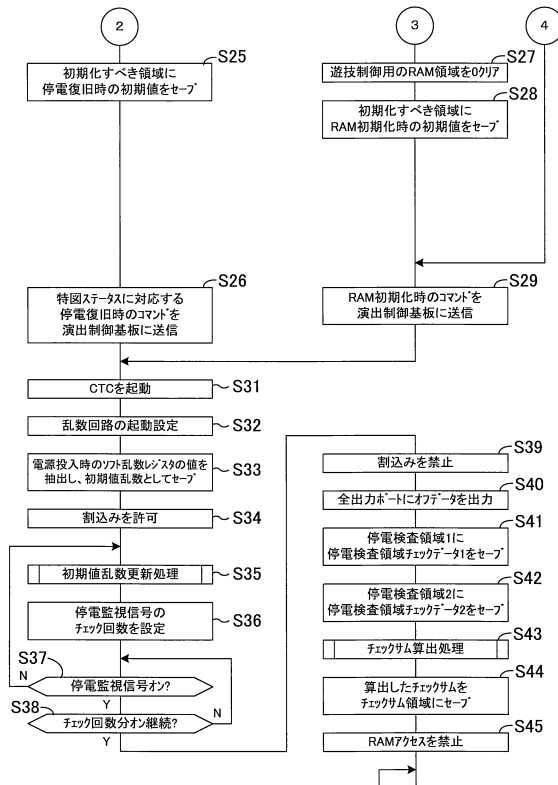 2
S25
初期化すべき領域に
停電復旧時の初期値をセーブ
S26
特図ステータスに対応する
停電復旧時のコマンドを
演出制御基板に送信
3
4
S27
遊技制御用のRAM領域を0クリア
S28
初期化すべき領域に
RAM初期化時の初期値をセーブ
S29
RAM初期化時のコマンドを
演出制御基板に送信
CTCを起動
S31
乱数回路の起動設定
S32
電源投入時のソフト乱数レジスタの値を
抽出し、初期値乱数としてセーブ
S33
割込みを許可
S34
初期値乱数更新処理
S35
停電監視信号の
チェック回数を設定
S36
S37
N
停電監視信号オン?
Y
S38
チェック回数分オン継続?
N
Y
S39
割込みを禁止
S40
全出力ポートにオフデータを出力
S41
停電検査領域1に
停電検査領域チェックデータ1をセーブ
S42
停電検査領域2に
停電検査領域チェックデータ2をセーブ
S43
チェックサム算出処理
S44
算出したチェックサムを
チェックサム領域にセーブ
S45
RAMアクセスを禁止